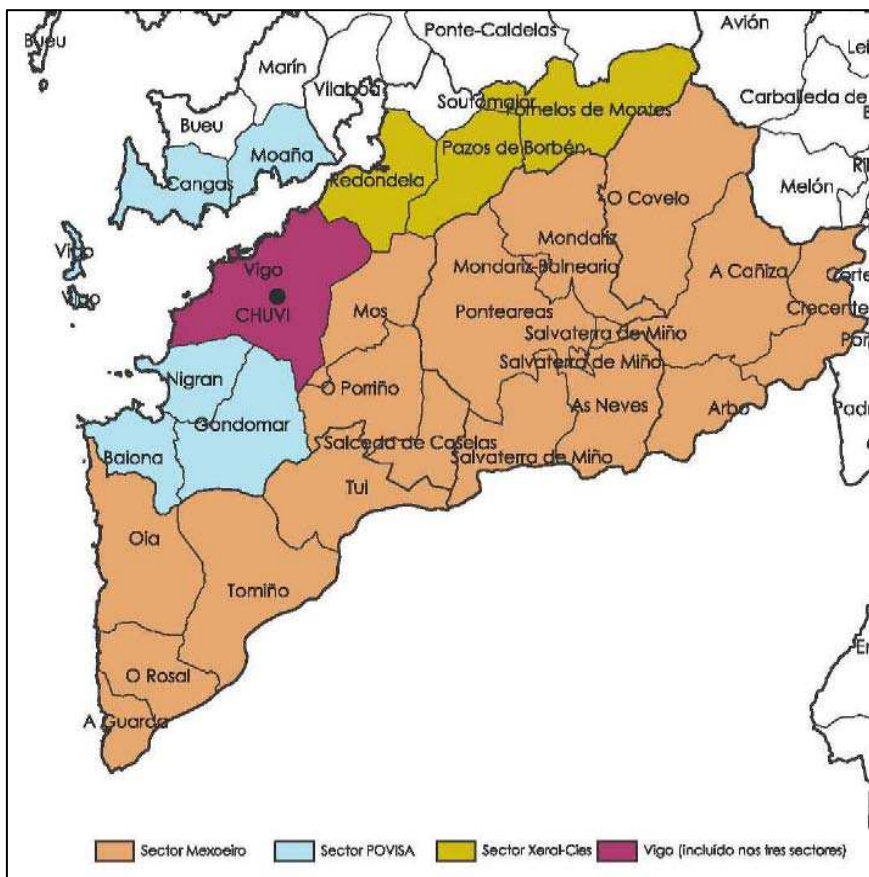 Bueu
Ponte-Caldelas
Avión
Marín
Vilaboa
Carballeda de
Soutomaior
Fornelos de Montes
Bueu
Moaña
Pazos de Borbén
Cangas
Redondela
Melón
O Covelo
Mondariz
Vigo
Vigo
Mondariz-Balneario
A Cañiza
Vigo
CHUVI
Mos
Ponteareas
Crecente
Salvaterra de Miño
Salvaterra de Miño
Nigran
O Porriño
As Neves
Arbo
Gondomar
Baiona
Salceda de Caselas
Salvaterra de Miño
Tui
Oia
Tomiño
O Rosal
A Guarda
Sector Mexoeiro
Sector POVISA
Sector Xeral-Cies
Vigo (incluído nos tres sectores)